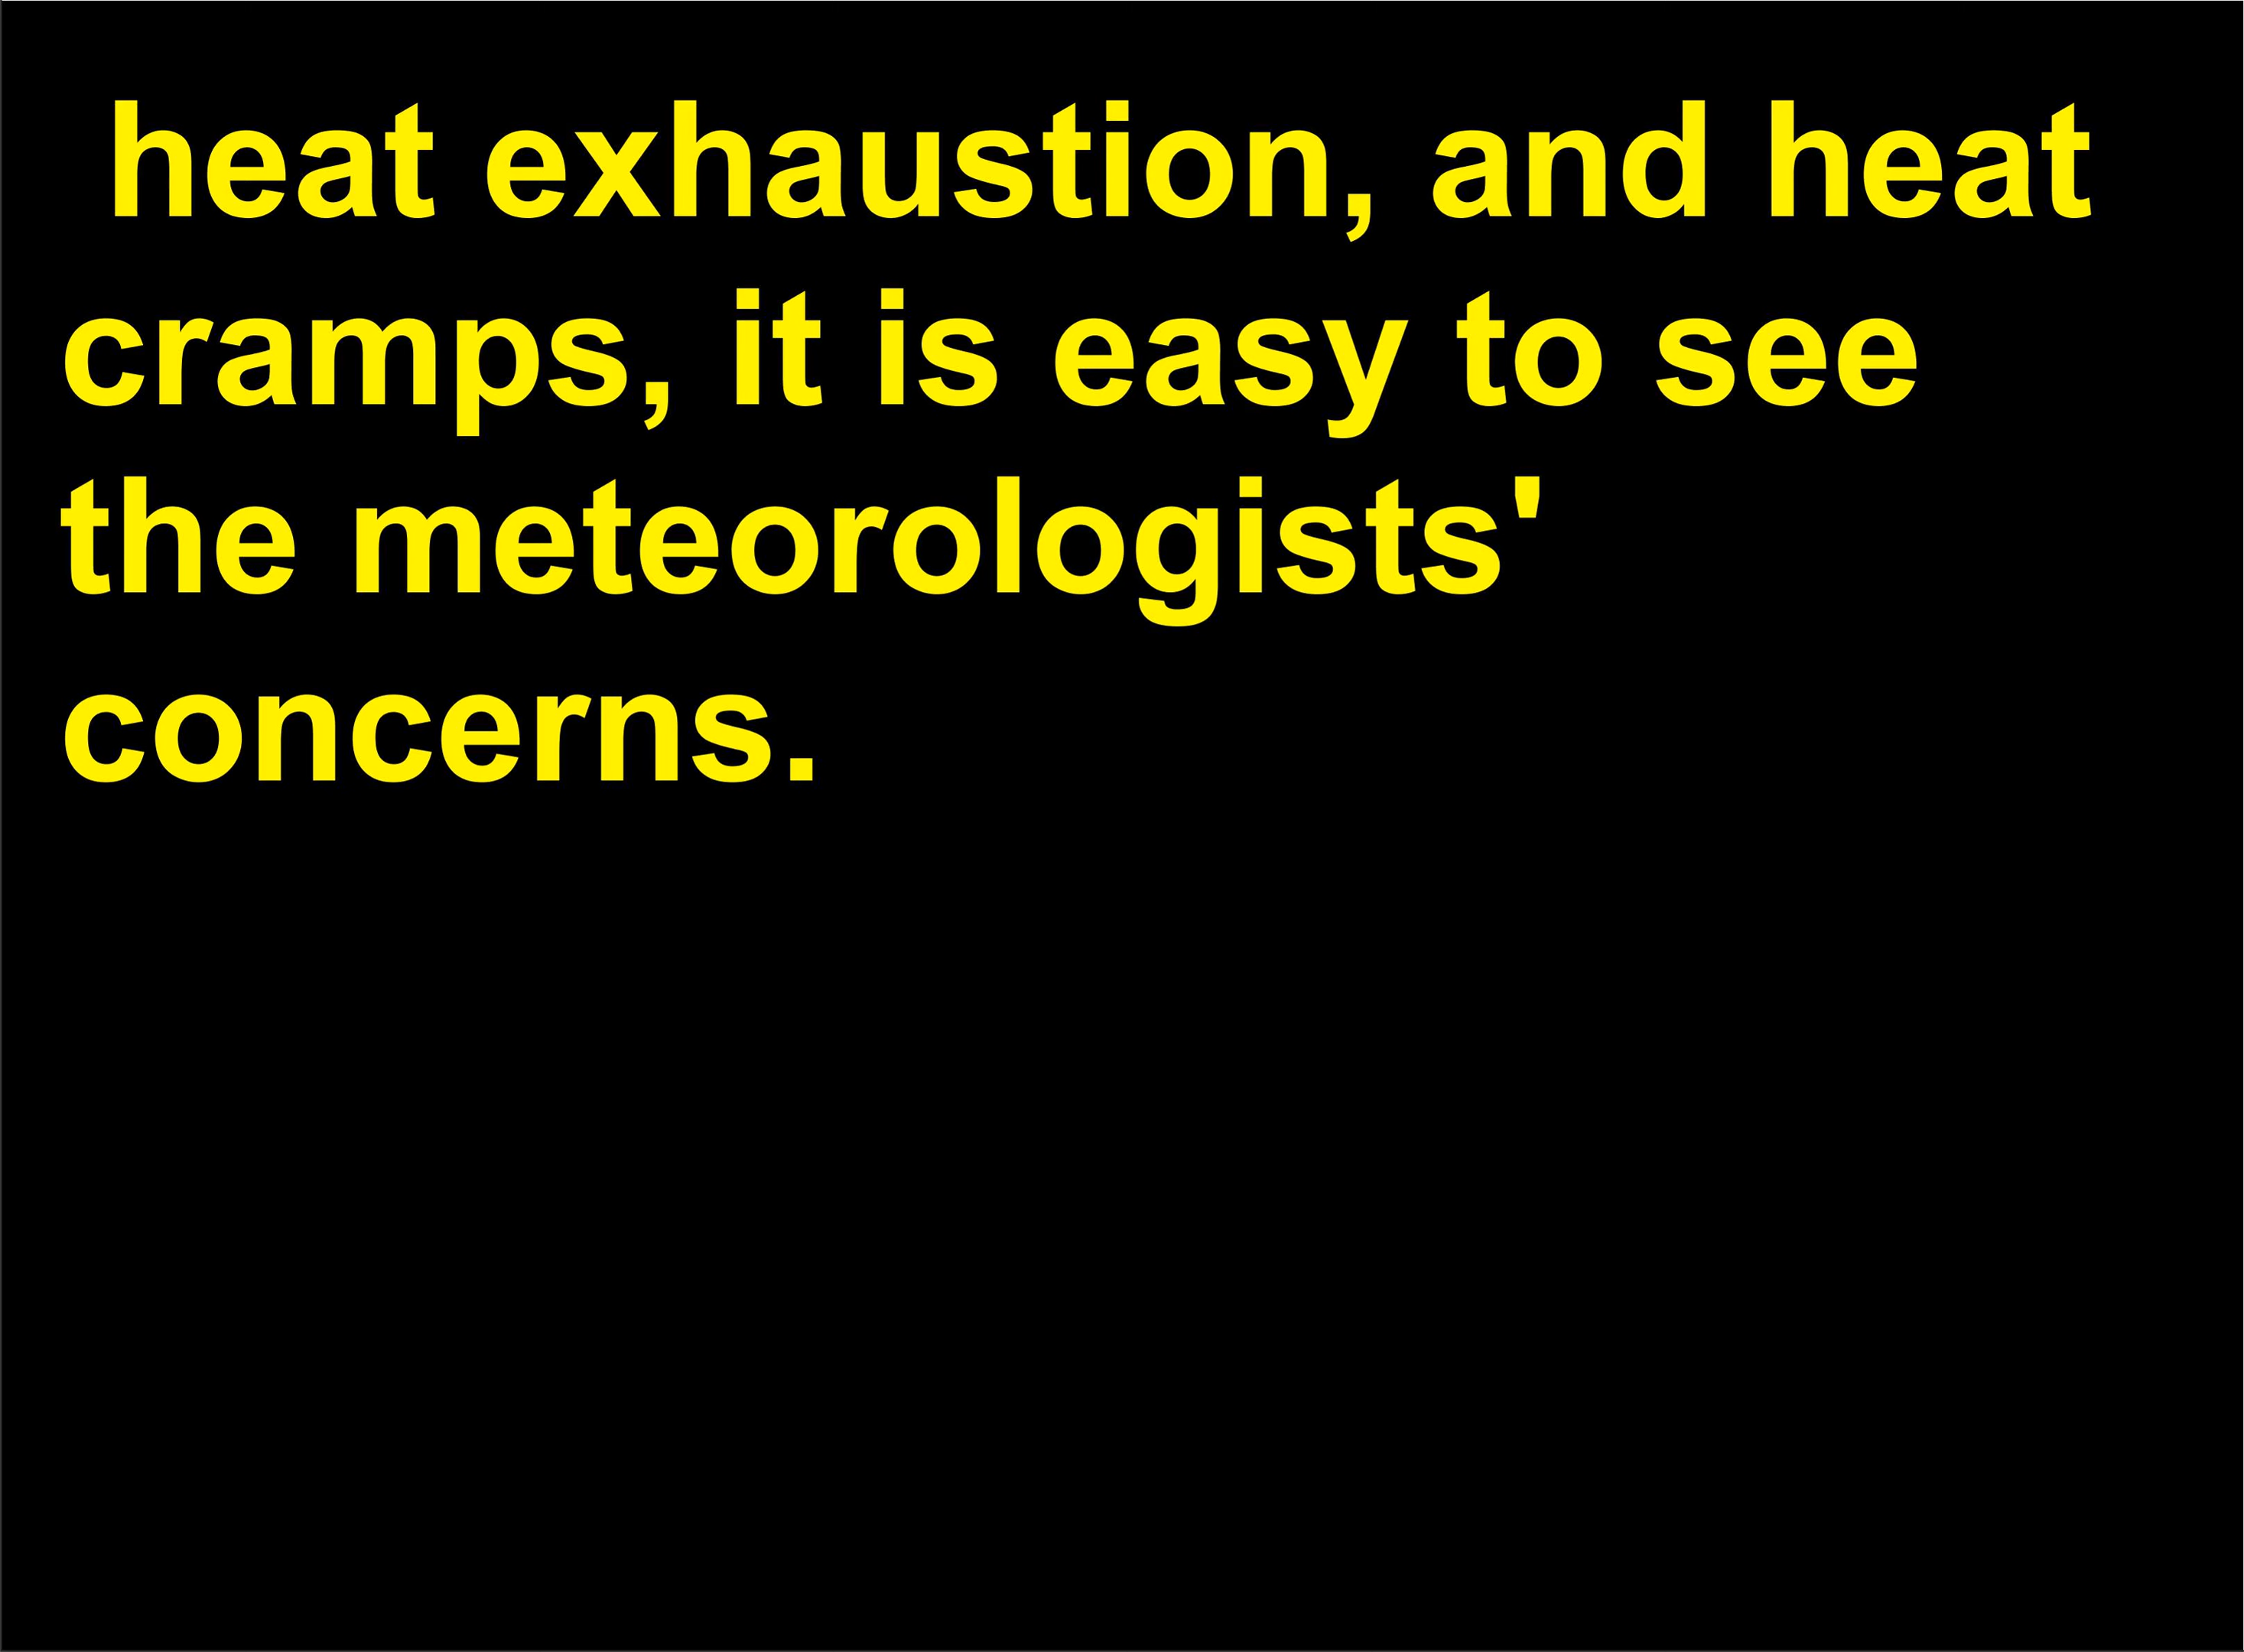 heat exhaustion, and heat
cramps, it is easy to see
the meteorologists'
concerns.